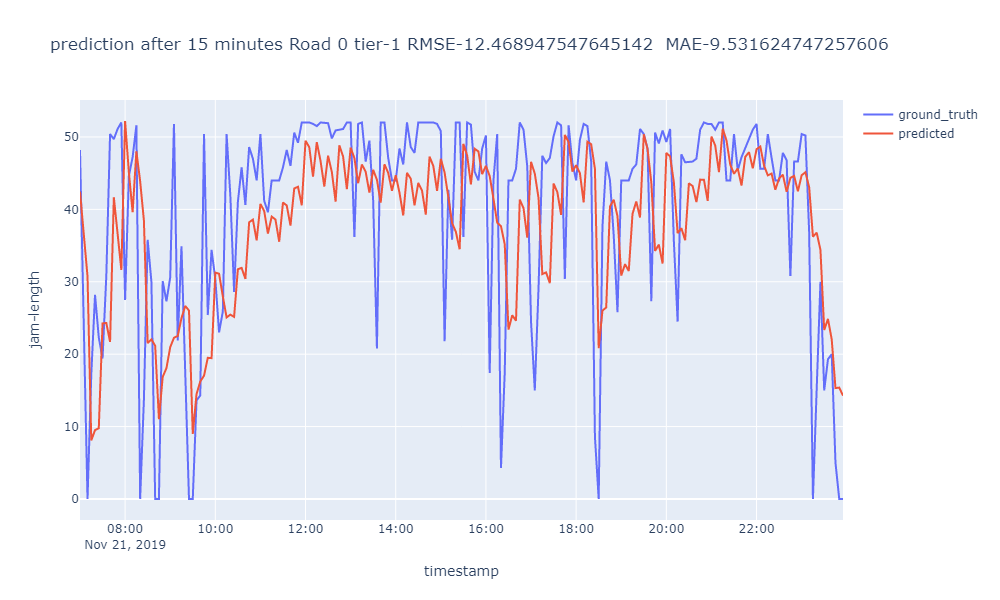 prediction after 15 minutes Road 0 tier-1 RMSE-12.468947547645142  MAE-9.531624747257606
ground_truth
predicted
jam-length
50
40
30
20
10
0
08:00 10:00 12:00 14:00 16:00 18:00 20:00 22:00
Nov 21, 2019
timestamp